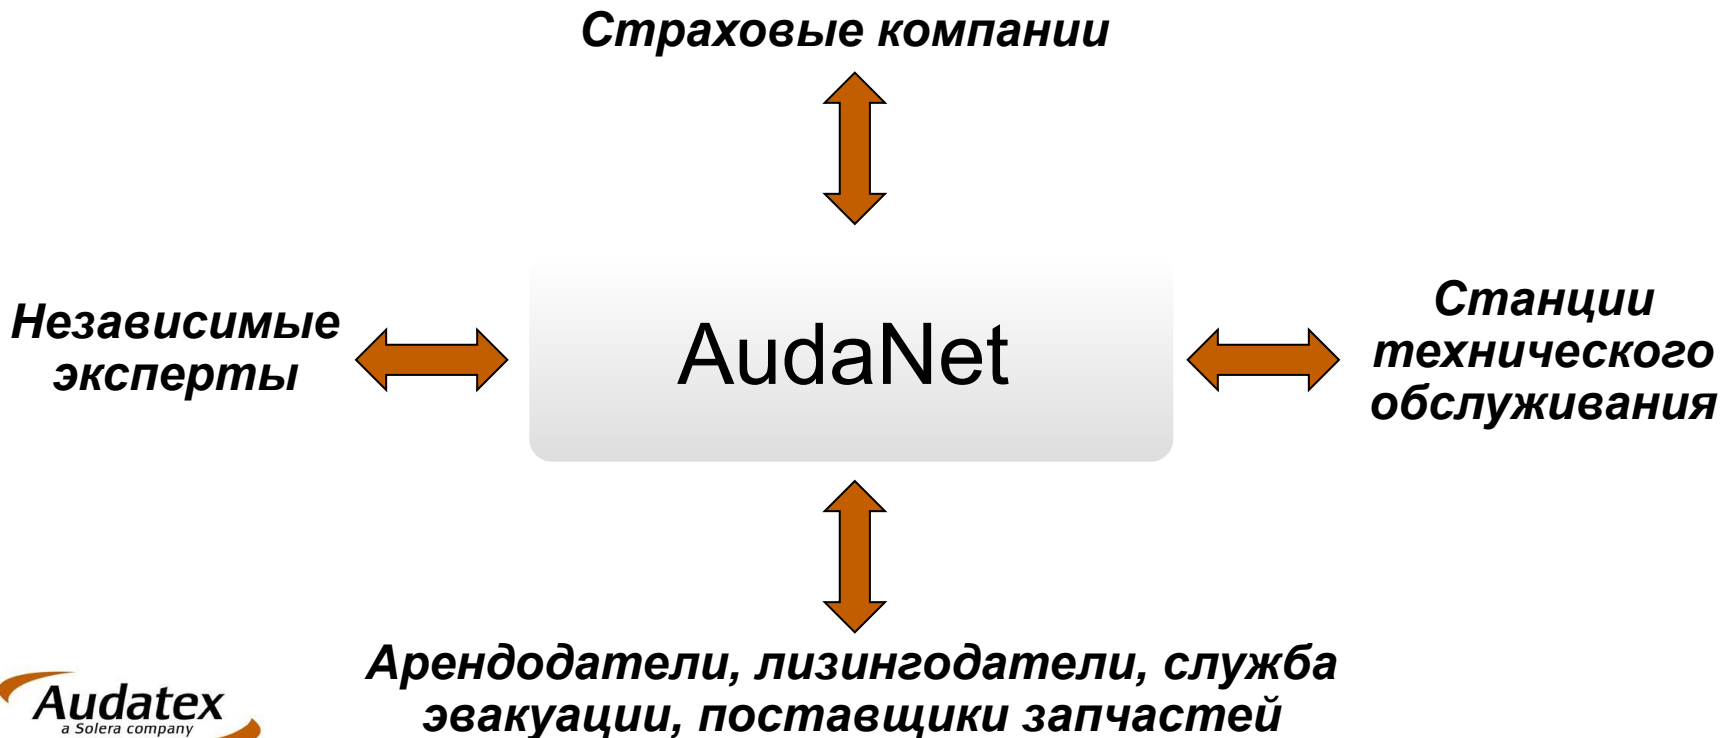 Страховые компании
Независимые
эксперты
AudaNet
Станции
технического
обслуживания
Арендодатели, лизингодатели, служба
эвакуации, поставщики запчастей
Audatex
a Solera company